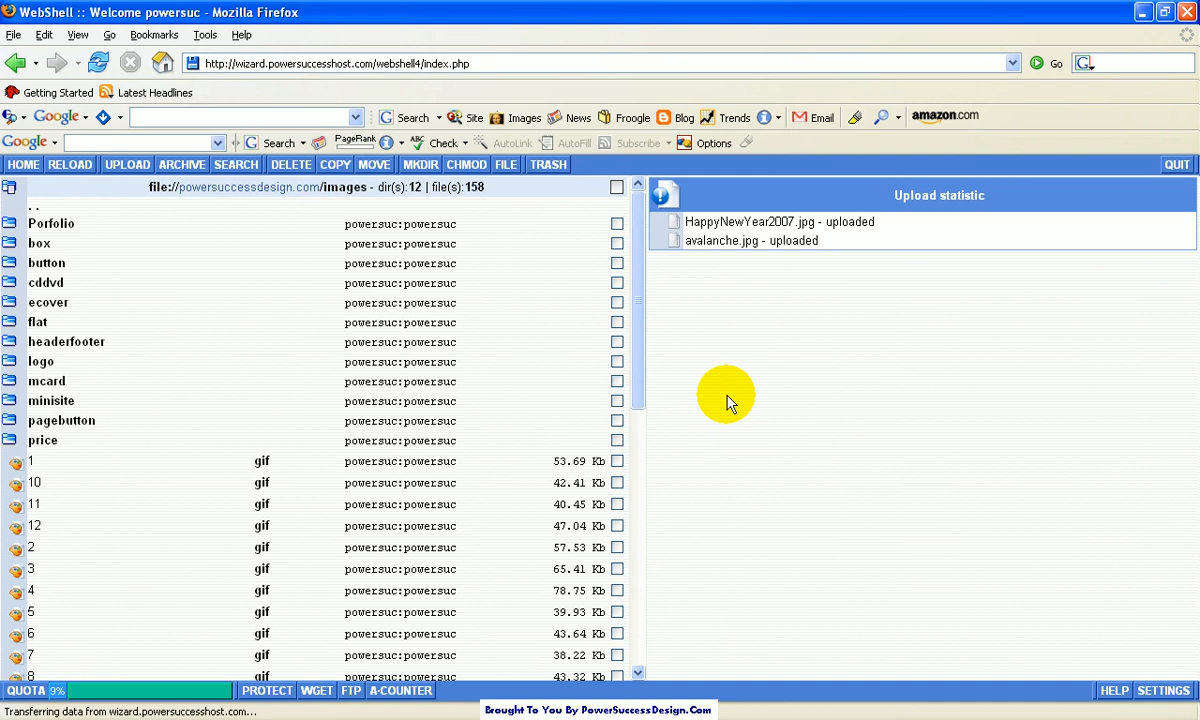 WebShell :: Welcome powersuc - Mozilla Firefox
File Edit View Go Bookmarks Tools Help
http://wizard.powersuccesshost.com/webshell4/index.php Go
Getting Started Latest Headlines
Google Search Site Images News Froogle Blog Trends Email amazon.com
Google Search PageRank Check AutoLink AutoFill Subscribe Options
HOME RELOAD UPLOAD ARCHIVE SEARCH DELETE COPY MOVE MKDIR CHMOD FILE TRASH QUIT
file://powersuccessdesign.com/images - dir(s):12 | file(s):158
. .
Porfolio powersuc:powersuc
box powersuc:powersuc
button powersuc:powersuc
cddvd powersuc:powersuc
ecover powersuc:powersuc
flat powersuc:powersuc
headerfooter powersuc:powersuc
logo powersuc:powersuc
mcard powersuc:powersuc
minisite powersuc:powersuc
pagebutton powersuc:powersuc
price powersuc:powersuc
1 gif powersuc:powersuc 53.69 Kb
10 gif powersuc:powersuc 42.41 Kb
11 gif powersuc:powersuc 40.45 Kb
12 gif powersuc:powersuc 47.04 Kb
2 gif powersuc:powersuc 57.53 Kb
3 gif powersuc:powersuc 65.41 Kb
4 gif powersuc:powersuc 78.75 Kb
5 gif powersuc:powersuc 39.93 Kb
6 gif powersuc:powersuc 43.64 Kb
7 gif powersuc:powersuc 38.22 Kb
8 gif powersuc:powersuc 43.32 Kb
Upload statistic
HappyNewYear2007.jpg - uploaded
avalanche.jpg - uploaded
QUOTA 9% PROTECT WGET FTP A-COUNTER HELP SETTINGS
Transferring data from wizard.powersuccesshost.com...
Brought To You By PowerSuccessDesign.Com